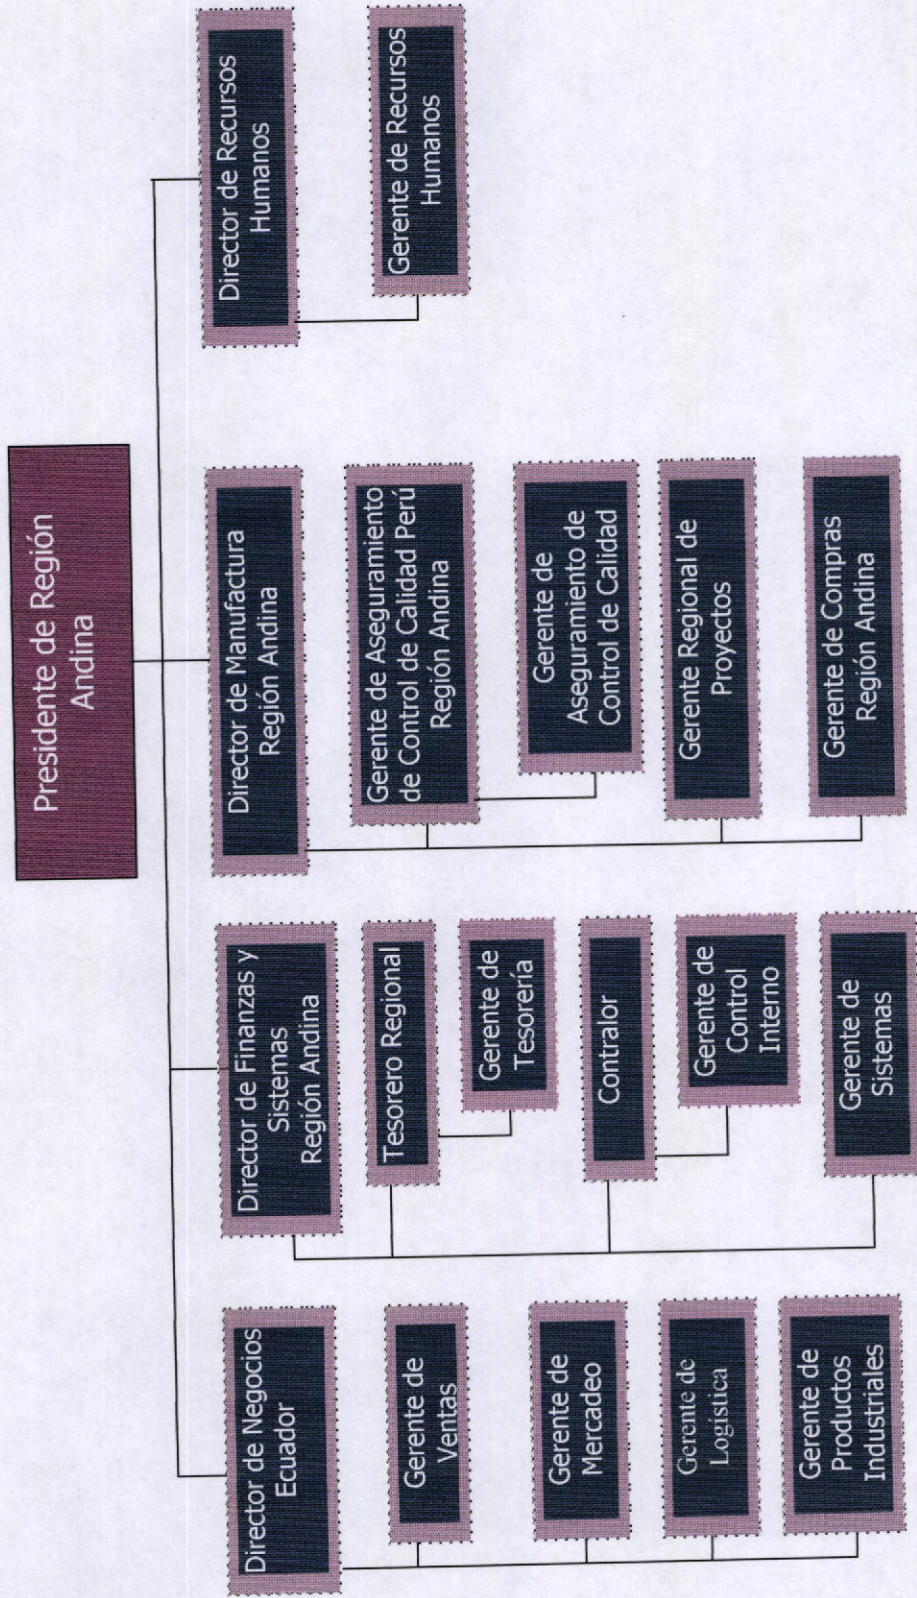 Presidente de Región
Andina
Director de Negocios
Ecuador
Gerente de
Ventas
Gerente de
Mercadeo
Gerente de
Logística
Gerente de
Productos
Industriales
Director de Finanzas y
Sistemas
Región Andina
Tesorero Regional
Gerente de
Tesorería
Contralor
Gerente de
Control
Interno
Gerente de
Sistemas
Director de Manufactura
Región Andina
Gerente de Aseguramiento
de Control de Calidad Perú
Región Andina
Gerente de
Aseguramiento de
Control de Calidad
Gerente Regional de
Proyectos
Gerente de Compras
Región Andina
Director de Recursos
Humanos
Gerente de Recursos
Humanos